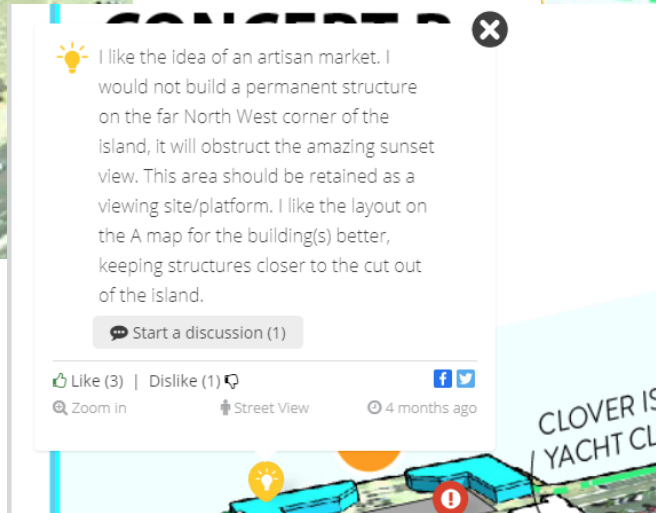 CONCEPT B
I like the idea of an artisan market. I
would not build a permanent structure
on the far North West corner of the
island, it will obstruct the amazing sunset
view. This area should be retained as a
viewing site/platform. I like the layout on
the A map for the building(s) better,
keeping structures closer to the cut out
of the island.
Start a discussion (1)
Like (3) | Dislike (1)
Zoom in Street View 4 months ago
CLOVER IS
YACHT CL